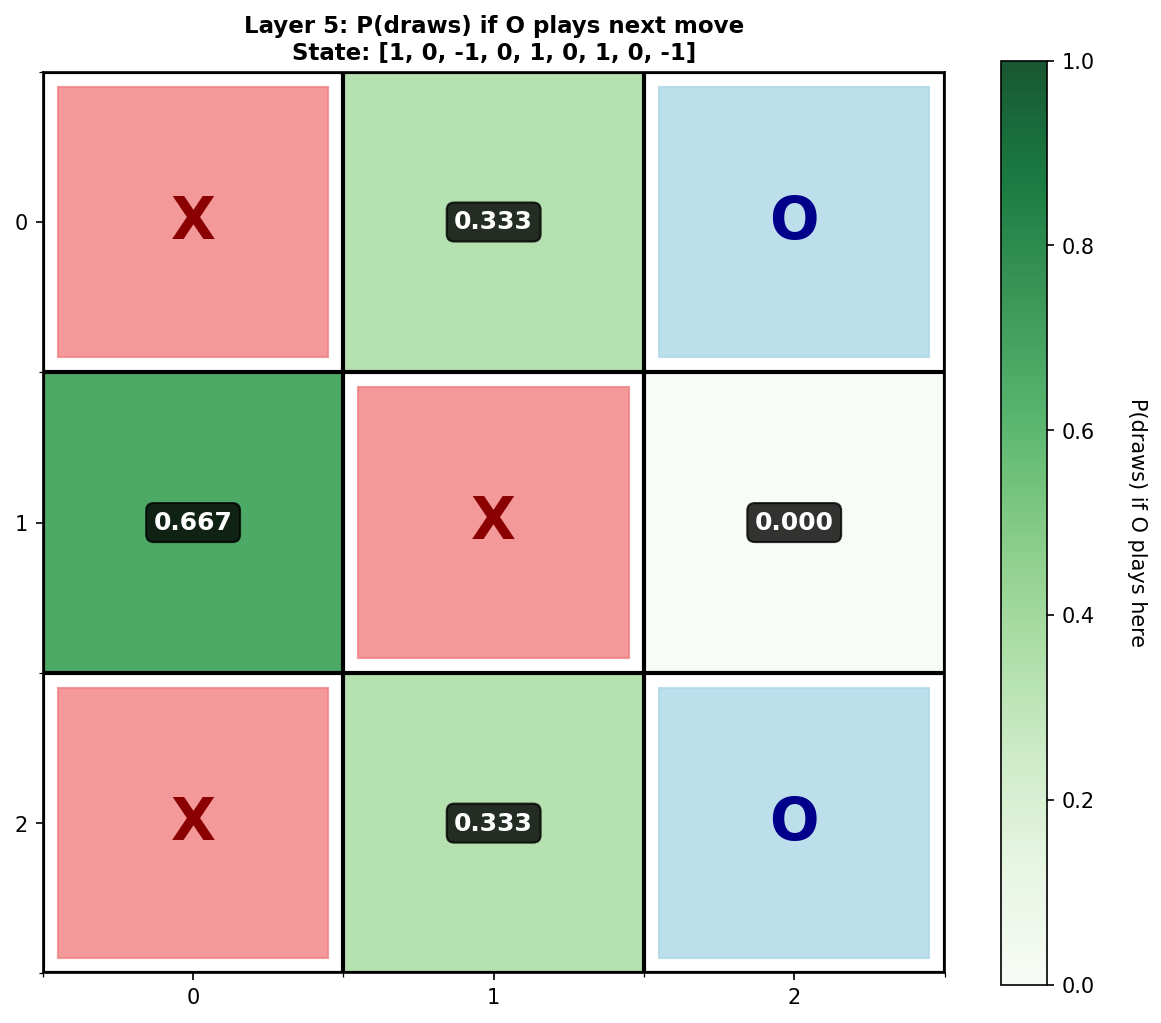 Layer 5: P(draws) if O plays next move
State: [1, 0, -1, 0, 1, 0, 1, 0, -1]
0
X
0.333
O
1
0.667
X
0.000
2
X
0.333
O
0
1
2
1.0
0.8
0.6
0.4
0.2
0.0
P(draws) if O plays here